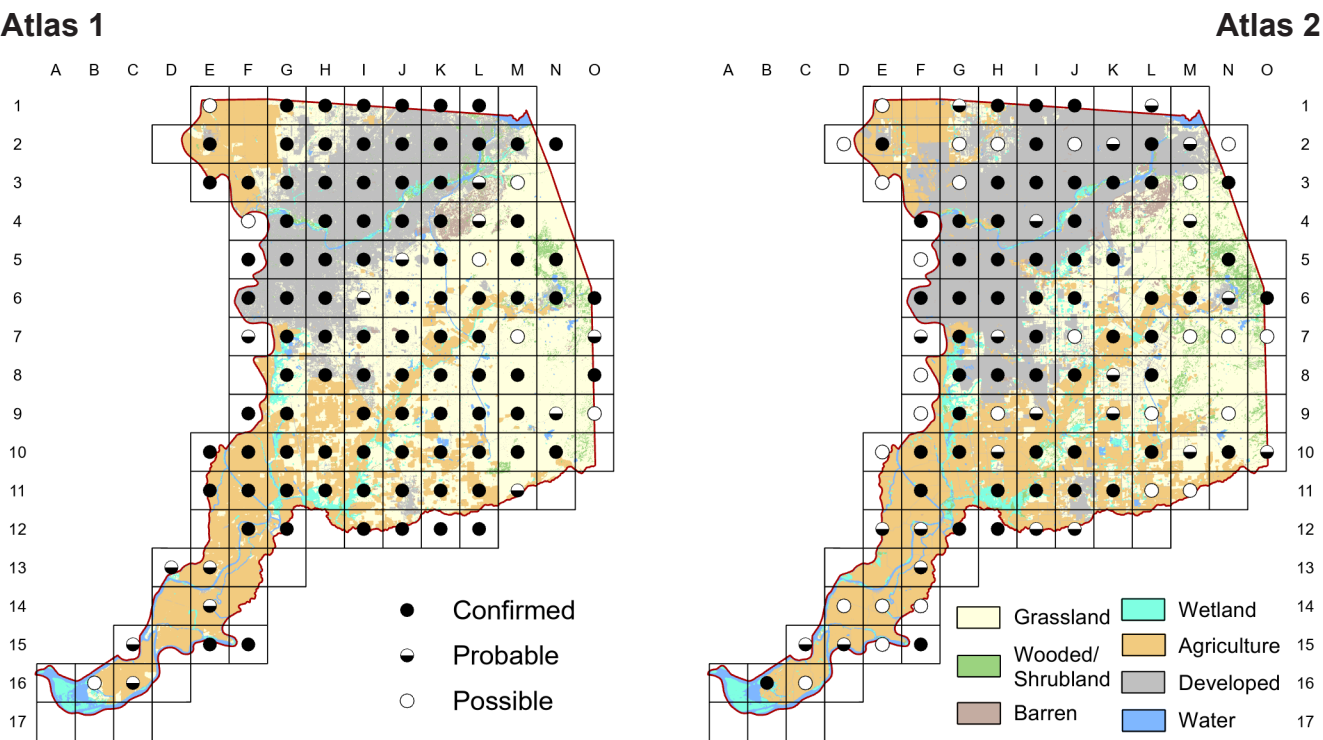 Atlas 1
Atlas 2
A B C D E F G H I J K L M N O
A B C D E F G H I J K L M N O
1
2
3
4
5
6
7
8
9
10
11
12
13
14
15
16
17
1
2
3
4
5
6
7
8
9
10
11
12
13
14
15
16
17
Confirmed
Probable
Possible
Grassland
Wooded/
Shrubland
Barren
Wetland
Agriculture
Developed
Water